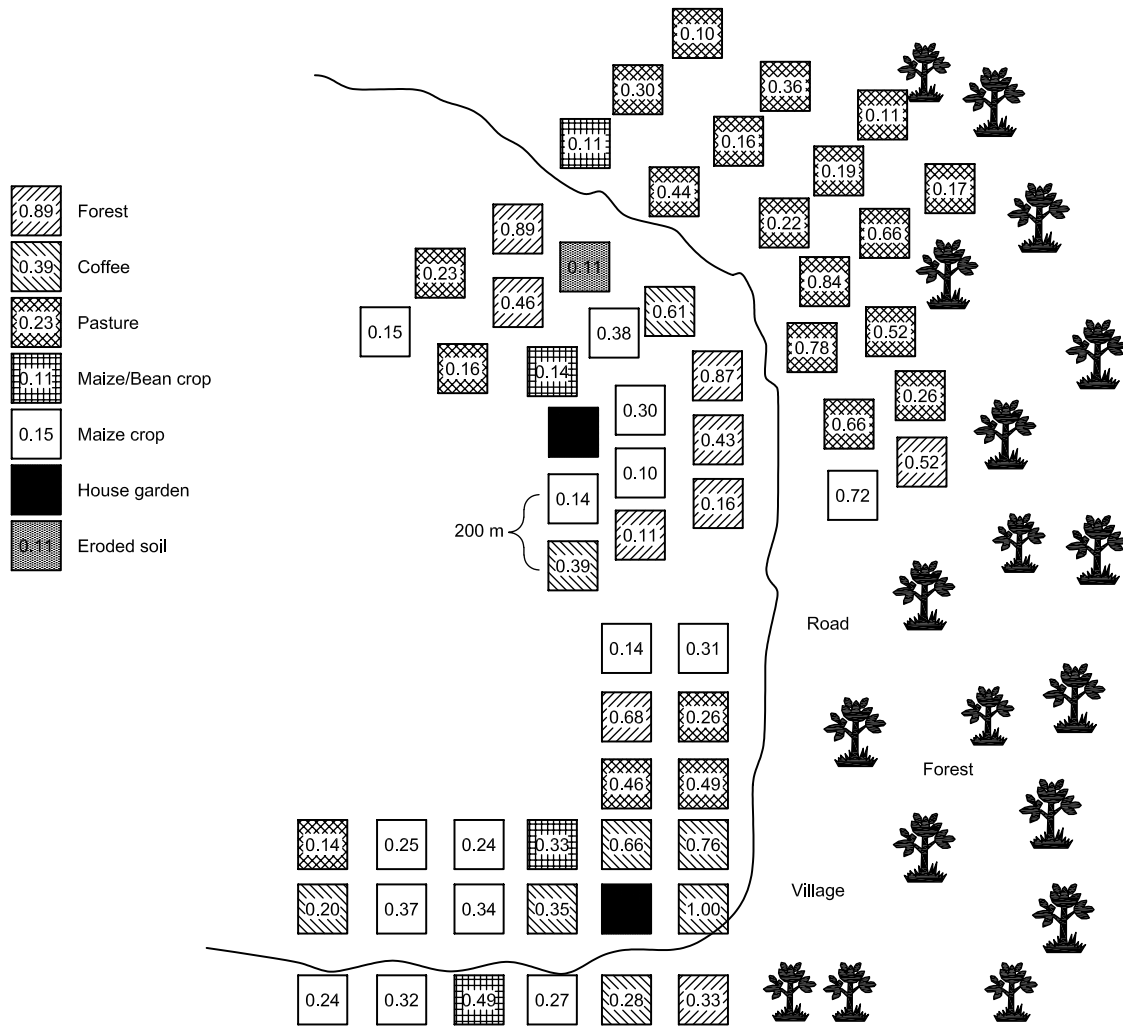 0.10
0.30
0.36
0.11
0.11
0.16
0.19
0.17
0.44
0.22
0.66
0.89
0.23
0.11
0.84
0.46
0.61
0.15
0.38
0.52
0.78
0.16
0.14
0.87
0.30
0.26
0.66
0.43
0.52
0.10
0.72
0.14
0.16
200 m
0.11
0.39
0.89 Forest
0.39 Coffee
0.23 Pasture
0.11 Maize/Bean crop
0.15 Maize crop
House garden
0.11 Eroded soil
Road
0.14 0.31
0.68 0.26
0.46 0.49
Forest
0.14 0.25 0.24 0.33 0.66 0.76
0.20 0.37 0.34 0.35 1.00
Village
0.24 0.32 0.49 0.27 0.28 0.33